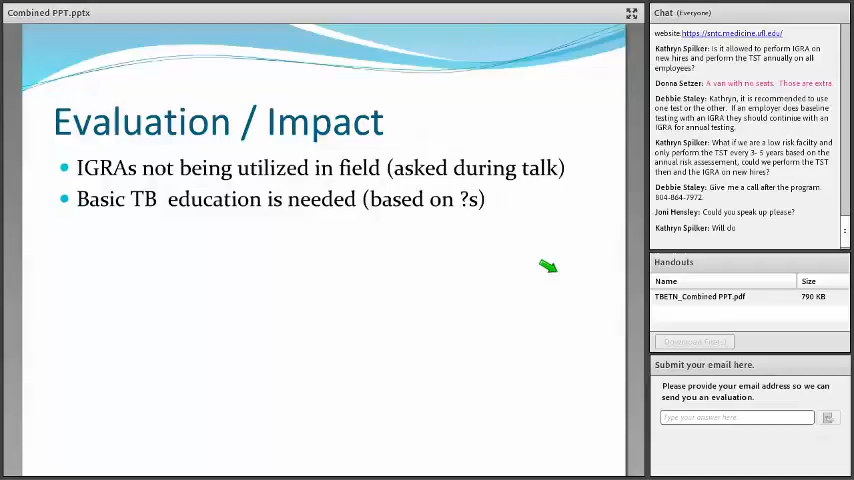 Combined PPT.pptx
Evaluation / Impact
IGRAs not being utilized in field (asked during talk)
Basic TB education is needed (based on ?s)
Chat (Everyone)
website.https://sntc.medicine.ufl.edu/
Kathryn Spilker: Is it allowed to perform IGRA on
new hires and perform the TST annually on all
employees?
Donna Setzer: A van with no seats. Those are extra
Debbie Staley: Kathryn, it is recommended to use
one test or the other. If an employer does baseline
testing with an IGRA they should continue with an
IGRA for annual testing.
Kathryn Spilker: What if we are a low risk faclity and
only perform the TST every 3- 5 years based on the
annual risk assessement, could we perform the TST
then and the IGRA on new hires?
Debbie Staley: Give me a call after the program.
804-864-7972.
Joni Hensley: Could you speak up please?
Kathryn Spilker: Will do
Handouts
Name Size
TBETN_Combined PPT.pdf 790 KB
Download File(s)
Submit your email here.
Please provide your email address so we can
send you an evaluation.
Type your answer here